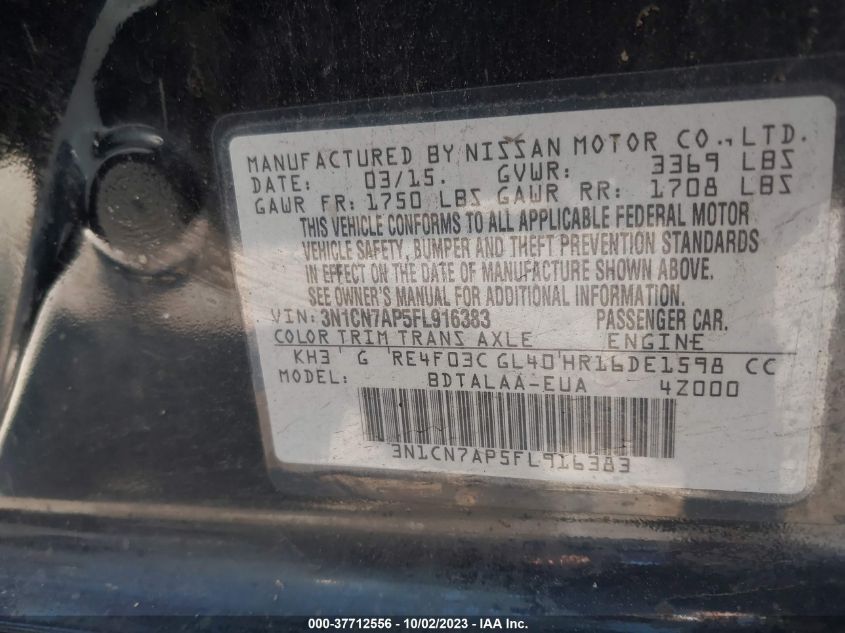 MANUFACTURED BY NISSAN MOTOR CO., LTD.
DATE: 03/15. GVWR: 3369 LBS
GAWR FR: 1750 LBS GAWR RR: 1708 LBS
THIS VEHICLE CONFORMS TO ALL APPLICABLE FEDERAL MOTOR
VEHICLE SAFETY, BUMPER AND THEFT PREVENTION STANDARDS
IN EFFECT ON THE DATE OF MANUFACTURE SHOWN ABOVE.
SEE OWNER'S MANUAL FOR ADDITIONAL INFORMATION.
VIN: 3N1CN7AP5FL916383 PASSENGER CAR.
COLOR TRIM TRANS AXLE ENGINE
KH3 G RE4F03C GL40 HR16DE1598 CC
MODEL: BDTALAA-EUA 4Z000
3N1CN7AP5FL916383
000-37712556 - 10/02/2023 - IAA Inc.